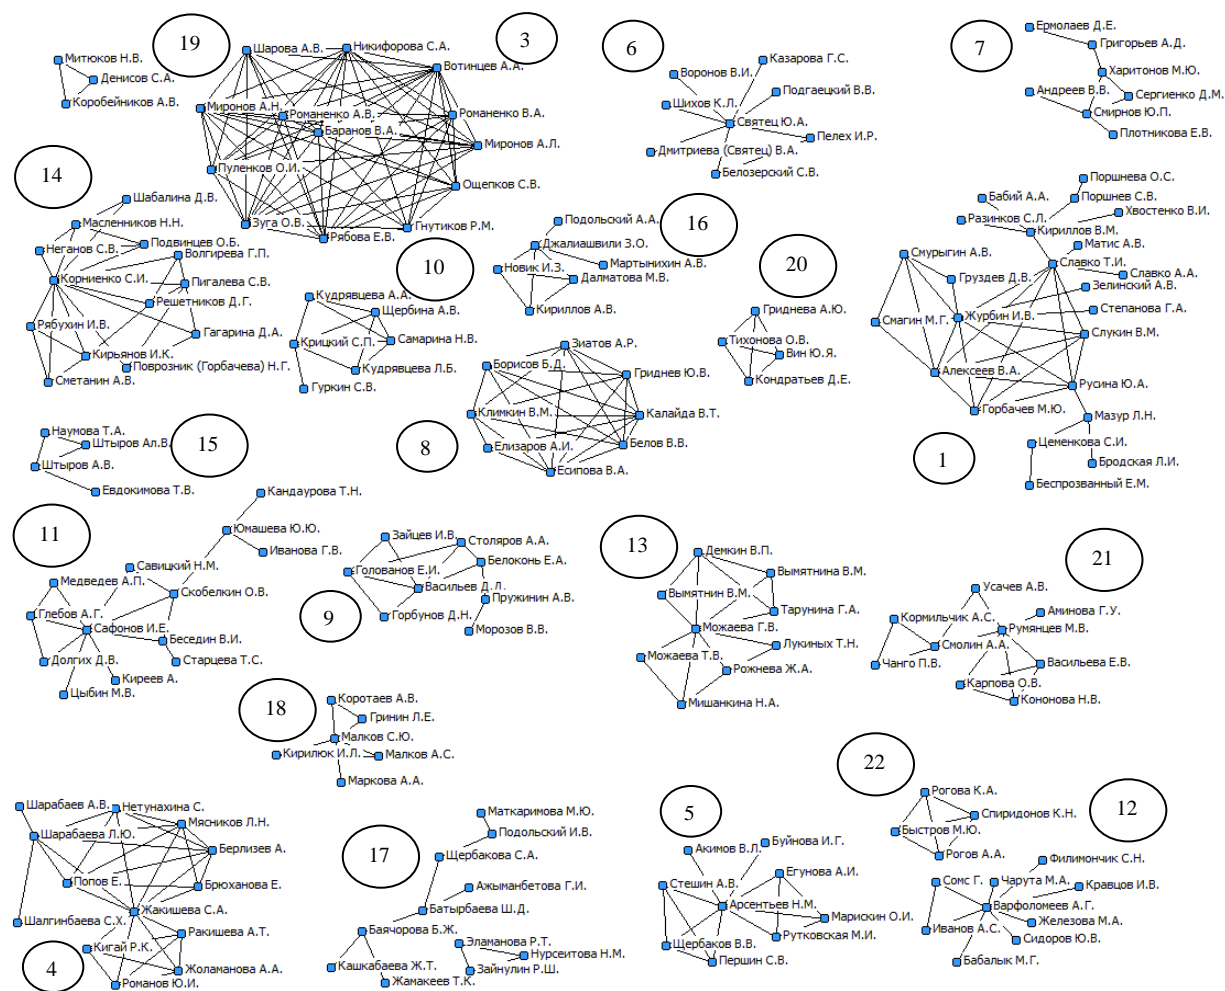 19
Митюков Н.В.
Денисов С.А.
Коробейников А.В.
3
Шарова А.В.
Никифорова С.А.
Вотинцев А.А.
Миронов А.Н.
Романенко А.В.
Романенко В.А.
Баранов В.А.
Миронов А.Л.
Пуленков О.И.
Ощепков С.В.
Зуга О.В.
Рябова Е.В.
Гнутиков Р.М.
6
Казарова Г.С.
Воронов В.И.
Подгаецкий В.В.
Шихов К.Л.
Святец Ю.А.
Пелех И.Р.
Дмитриева (Святец) В.А.
Белозерский С.В.
7
Ермолаев Д.Е.
Григорьев А.Д.
Харитонов М.Ю.
Андреев В.В.
Сергиенко Д.М.
Смирнов Ю.П.
Плотникова Е.В.
14
Шабалина Д.В.
Масленников Н.Н.
Неганов С.В.
Подвинцев О.Б.
Волгирева Г.П.
Корниенко С.И.
Пигалева С.В.
Решетников Д.Г.
Рябухин И.В.
Гагарина Д.А.
Кирьянов И.К.
Поврозник (Горбачева) Н.Г.
Сметанин А.В.
10
Кудрявцева А.А.
Щербина А.В.
Крицкий С.П.
Самарина Н.В.
Кудрявцева Л.Б.
Гуркин С.В.
16
Подольский А.А.
Джалиашвили З.О.
Мартынихин А.В.
Новик И.З.
Далматова М.В.
Кириллов А.В.
20
Гриднева А.Ю.
Тихонова О.В.
Вин Ю.Я.
Кондратьев Д.Е.
8
Зиатов А.Р.
Борисов Б.Д.
Гриднев Ю.В.
Климкин В.М.
Калайда В.Т.
Елизаров А.И.
Белов В.В.
Есипова В.А.
1
Поршнева О.С.
Бабий А.А.
Поршнев С.В.
Разинков С.Л.
Хвостенко В.И.
Кириллов В.М.
Матис А.В.
Смурыгин А.В.
Славко Т.И.
Груздев Д.В.
Славко А.А.
Зелинский А.В.
Смагин М.Г.
Журбин И.В.
Степанова Г.А.
Слукин В.М.
Алексеев В.А.
Русина Ю.А.
Горбачев М.Ю.
Мазур Л.Н.
Цеменкова С.И.
Бродская Л.И.
Беспрозванный Е.М.
15
Наумова Т.А.
Штыров Ал.В.
Штыров А.В.
Евдокимова Т.В.
11
Кандаурова Т.Н.
Юмашева Ю.Ю.
Иванова Г.В.
Савицкий Н.М.
Медведев А.П.
Скобелкин О.В.
Глебов А.Г.
Сафонов И.Е.
Беседин В.И.
Долгих Д.В.
Старцева Т.С.
Киреев А.
Цыбин М.В.
9
Зайцев И.В.
Столяров А.А.
Голованов Е.И.
Белоконь Е.А.
Васильев Д.Л.
Пружинин А.В.
Горбунов Д.Н.
Морозов В.В.
13
Демкин В.П.
Вымятнина В.М.
Вымятнин В.М.
Тарунина Г.А.
Можаева Г.В.
Лукиных Т.Н.
Можаева Т.В.
Рожнева Ж.А.
Мишанкина Н.А.
21
Усачев А.В.
Аминова Г.У.
Кормильчик А.С.
Румянцев М.В.
Смолин А.А.
Чанго П.В.
Васильева Е.В.
Карпова О.В.
Кононова Н.В.
18
Коротаев А.В.
Гринин Л.Е.
Малков С.Ю.
Кирилюк И.Л.
Малков А.С.
Маркова А.А.
4
Шарабаев А.В.
Нетунахина С.
Мясников Л.Н.
Шарабаева Л.Ю.
Берлизев А.
Попов Е.
Брюханова Е.
Жакишева С.А.
Шалгинбаева С.Х.
Ракишева А.Т.
Кигай Р.К.
Жоламанова А.А.
Романов Ю.И.
17
Маткаримова М.Ю.
Подольский И.В.
Щербакова С.А.
Ажыманбетова Г.И.
Батырбаева Ш.Д.
Баячорова Б.Ж.
Эламанова Р.Т.
Нурсеитова Н.М.
Кашкабаева Ж.Т.
Зайнулин Р.Ш.
Жамакеев Т.К.
5
Буйнова И.Г.
Акимов В.Л.
Егунова А.И.
Стешин А.В.
Арсентьев Н.М.
Марискин О.И.
Рутковская М.И.
Щербаков В.В.
Першин С.В.
22
Рогова К.А.
Спиридонов К.Н.
Быстров М.Ю.
Рогов А.А.
12
Филимончик С.Н.
Сомс Г.
Чарута М.А.
Кравцов И.В.
Варфоломеев А.Г.
Железова М.А.
Иванов А.С.
Сидоров Ю.В.
Бабалык М.Г.